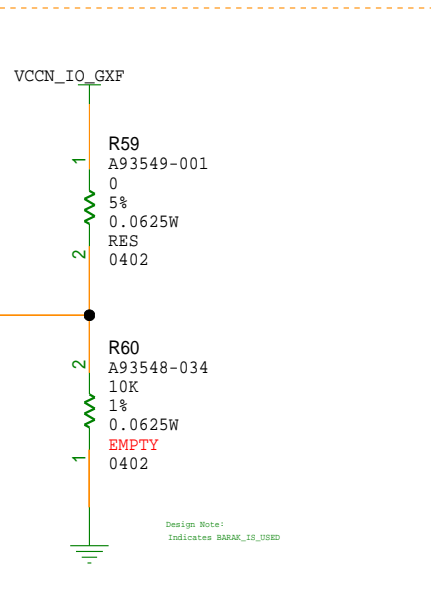 VCCN_IO_GXF
R59
1
A93549-001
0
5%
0.0625W
RES
2
0402
R60
2
A93548-034
10K
1%
0.0625W
EMPTY
1
0402
Design Note:
Indicates BARAK_IS_USED